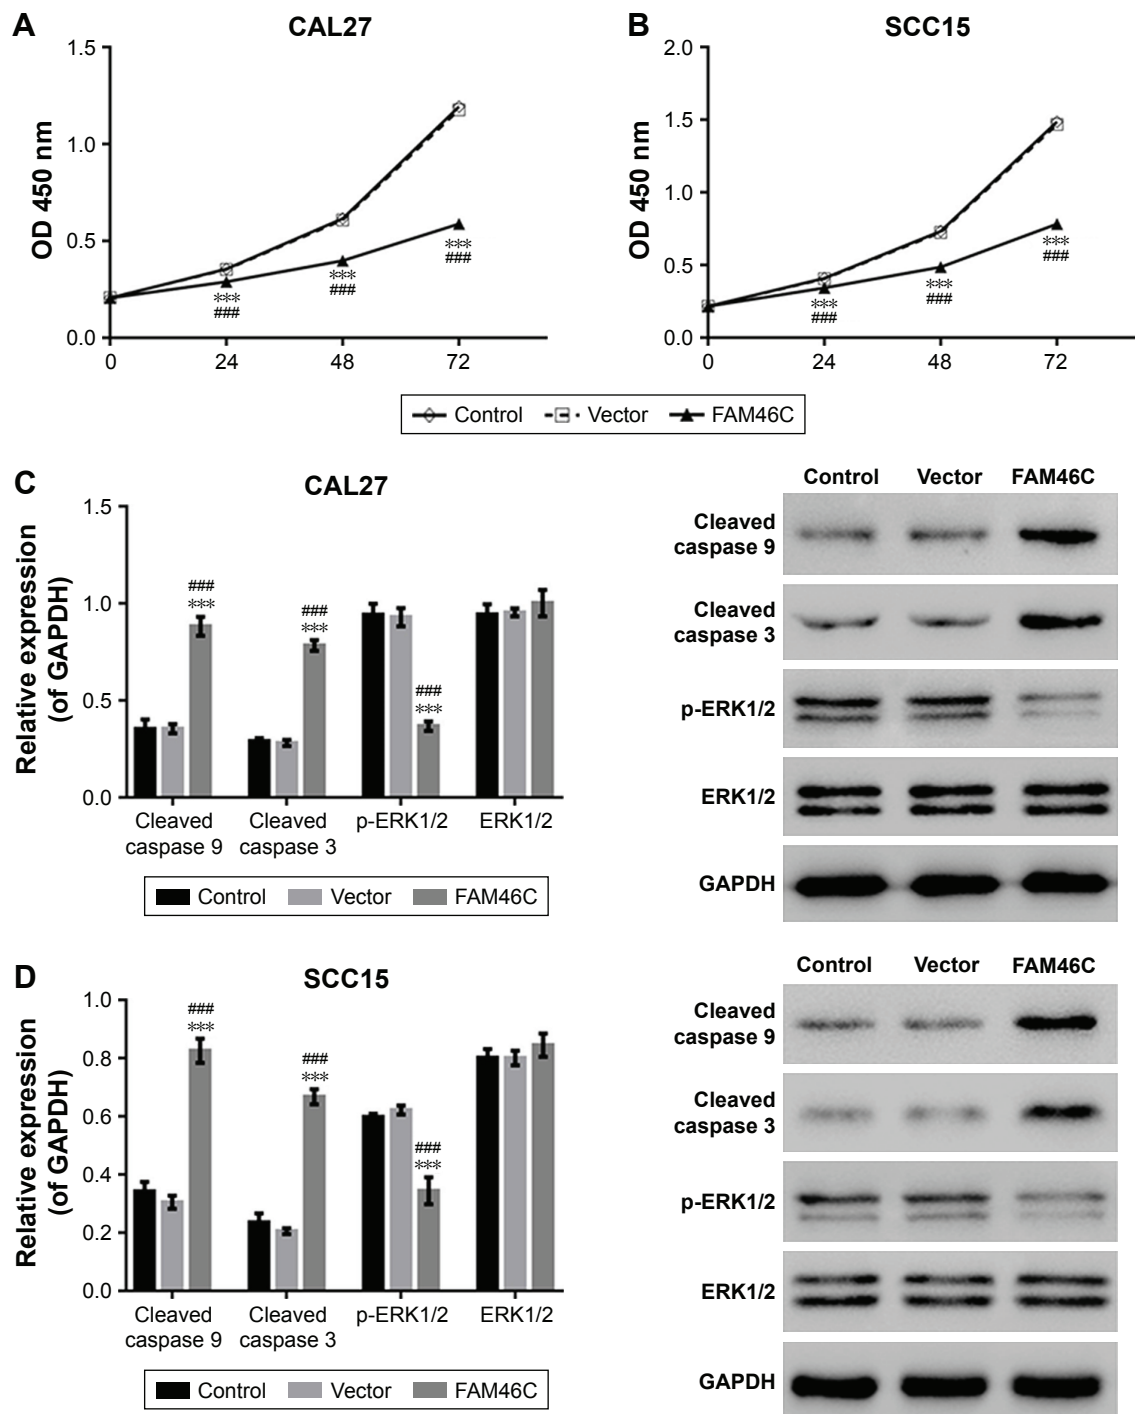 A
CAL27
OD 450 nm
1.5
1.0
0.5
0.0
0 24 48 72
***
###
***
###
***
###
B
SCC15
OD 450 nm
2.0
1.5
1.0
0.5
0.0
0 24 48 72
***
###
***
###
***
###
Control Vector FAM46C
C
CAL27
Relative expression
(of GAPDH)
1.5
1.0
0.5
0.0
###
***
###
***
###
***
Cleaved
caspase 9
Cleaved
caspase 3
p-ERK1/2
ERK1/2
Control Vector FAM46C
Control Vector FAM46C
Cleaved
caspase 9
Cleaved
caspase 3
p-ERK1/2
ERK1/2
GAPDH
D
SCC15
Relative expression
(of GAPDH)
1.0
0.8
0.6
0.4
0.2
0.0
###
***
###
***
###
***
Cleaved
caspase 9
Cleaved
caspase 3
p-ERK1/2
ERK1/2
Control Vector FAM46C
Control Vector FAM46C
Cleaved
caspase 9
Cleaved
caspase 3
p-ERK1/2
ERK1/2
GAPDH